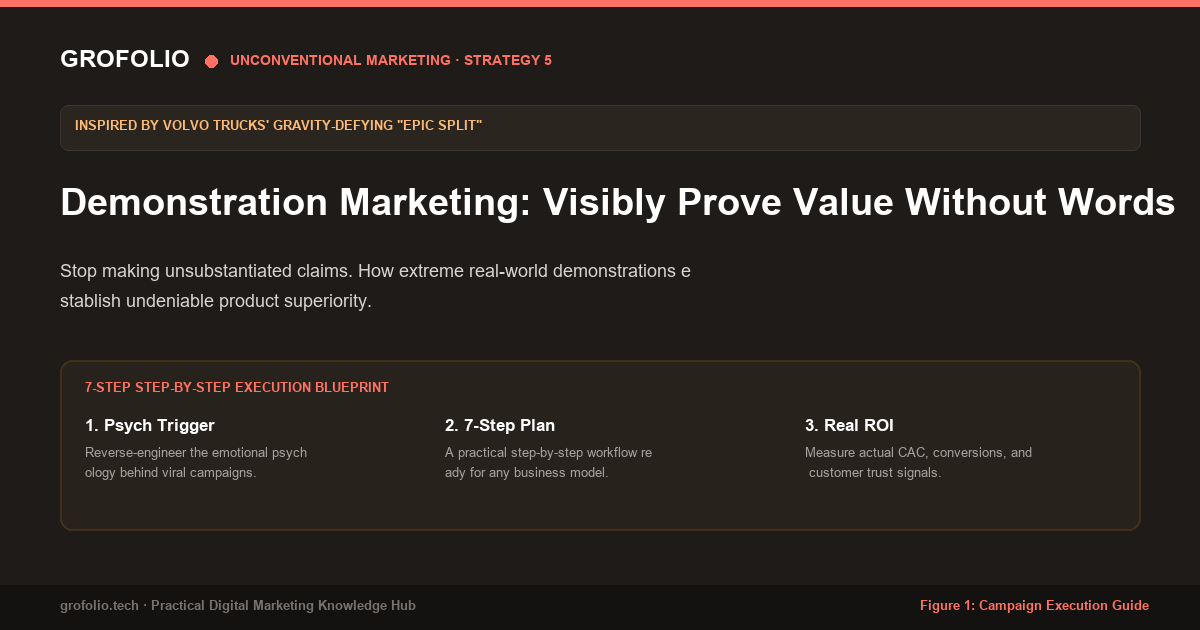 GROFOLIO
UNCONVENTIONAL MARKETING · STRATEGY 5
INSPIRED BY VOLVO TRUCKS' GRAVITY-DEFYING "EPIC SPLIT"
Demonstration Marketing: Visibly Prove Value Without Words
Stop making unsubstantiated claims. How extreme real-world demonstrations e
stablish undeniable product superiority.
7-STEP STEP-BY-STEP EXECUTION BLUEPRINT
1. Psych Trigger
Reverse-engineer the emotional psych
ology behind viral campaigns.
2. 7-Step Plan
A practical step-by-step workflow re
ady for any business model.
3. Real ROI
Measure actual CAC, conversions, and
customer trust signals.
grofolio.tech · Practical Digital Marketing Knowledge Hub
Figure 1: Campaign Execution Guide